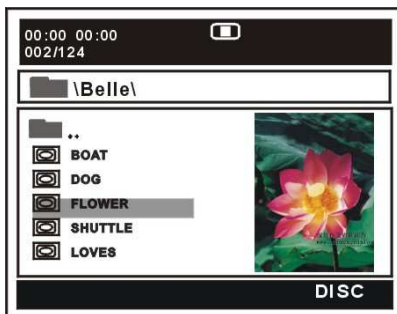 00:00 00:00
002/124
\Belle\
..
BOAT
DOG
FLOWER
SHUTTLE
LOVES
DISC